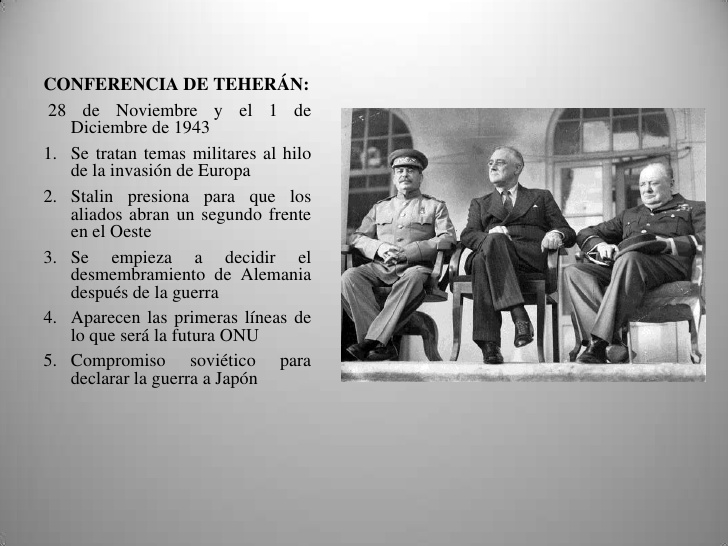 CONFERENCIA DE TEHERÁN:
28 de Noviembre y el 1 de
Diciembre de 1943
1. Se tratan temas militares al hilo
de la invasión de Europa
2. Stalin presiona para que los
aliados abran un segundo frente
en el Oeste
3. Se empieza a decidir el
desmembramiento de Alemania
después de la guerra
4. Aparecen las primeras líneas de
lo que será la futura ONU
5. Compromiso soviético para
declarar la guerra a Japón